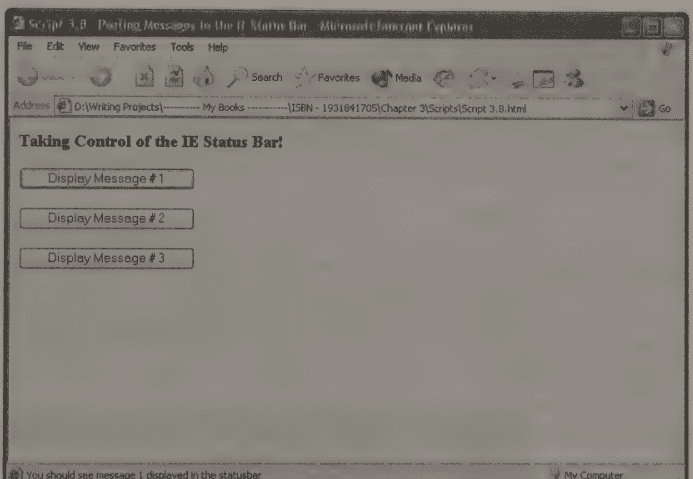 Script 3.8 Posting Messages to the IE Status Bar - Microsoft Internet Explorer
File Edit View Favorites Tools Help
Search Favorites Media
Address D:\Writing Projects\----------- My Books -----------\ISBN - 1931841705\Chapter 3\Scripts\Script 3.8.html Go
Taking Control of the IE Status Bar!
Display Message # 1
Display Message # 2
Display Message # 3
You should see message 1 displayed in the statusbar My Computer